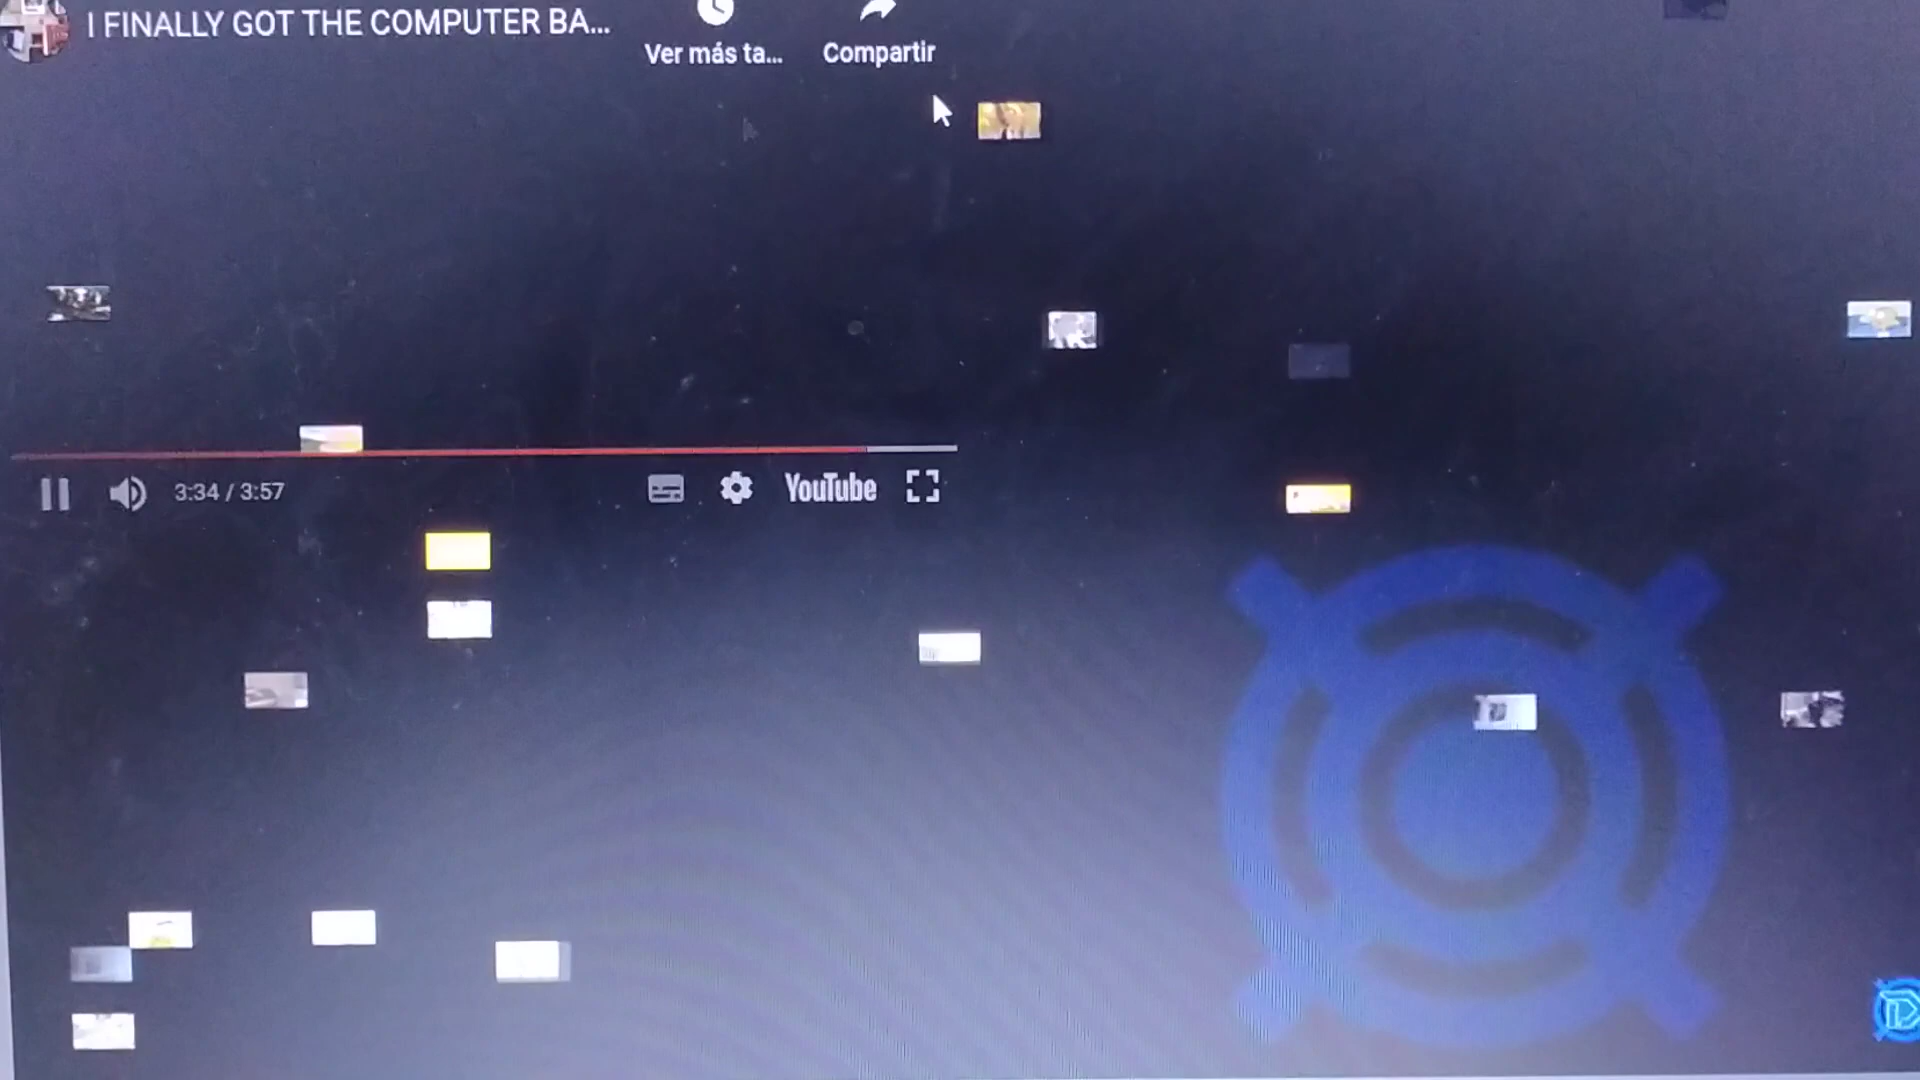 I FINALLY GOT THE COMPUTER BA...
Ver más ta...
Compartir
3:34 / 3:57
YouTube